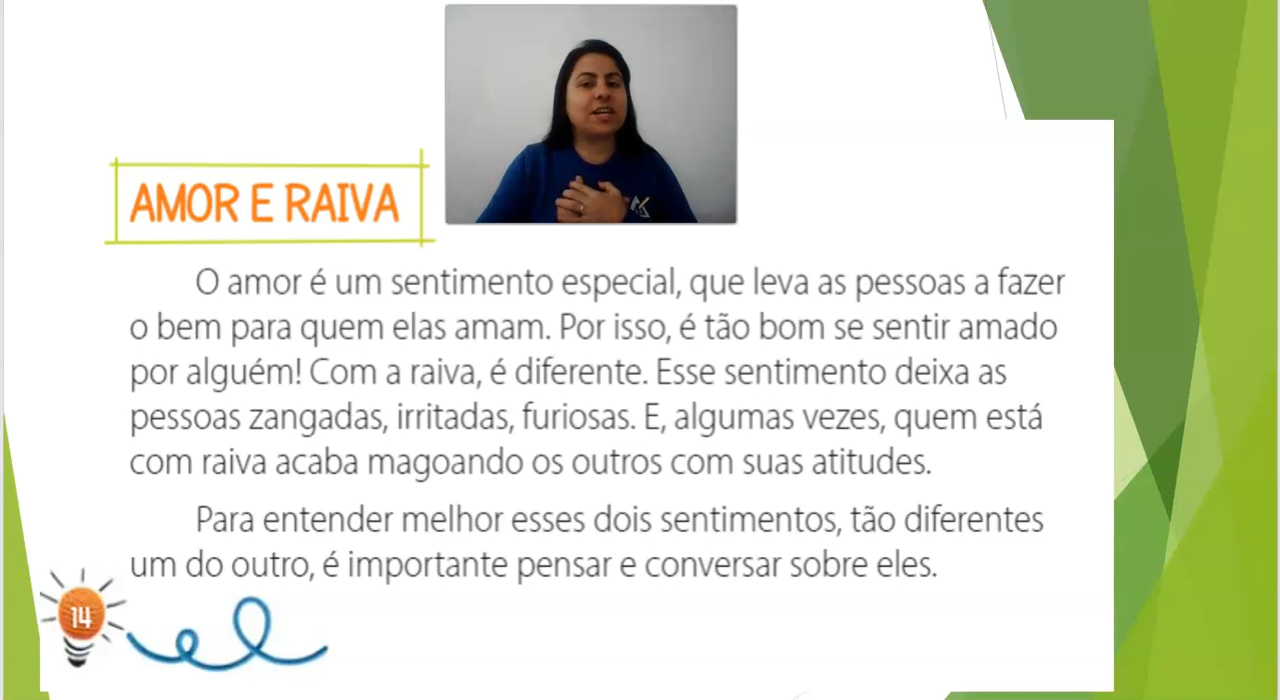 AMOR E RAIVA
O amor é um sentimento especial, que leva as pessoas a fazer
o bem para quem elas amam. Por isso, é tão bom se sentir amado
por alguém! Com a raiva, é diferente. Esse sentimento deixa as
pessoas zangadas, irritadas, furiosas. E, algumas vezes, quem está
com raiva acaba magoando os outros com suas atitudes.
Para entender melhor esses dois sentimentos, tão diferentes
um do outro, é importante pensar e conversar sobre eles.
14